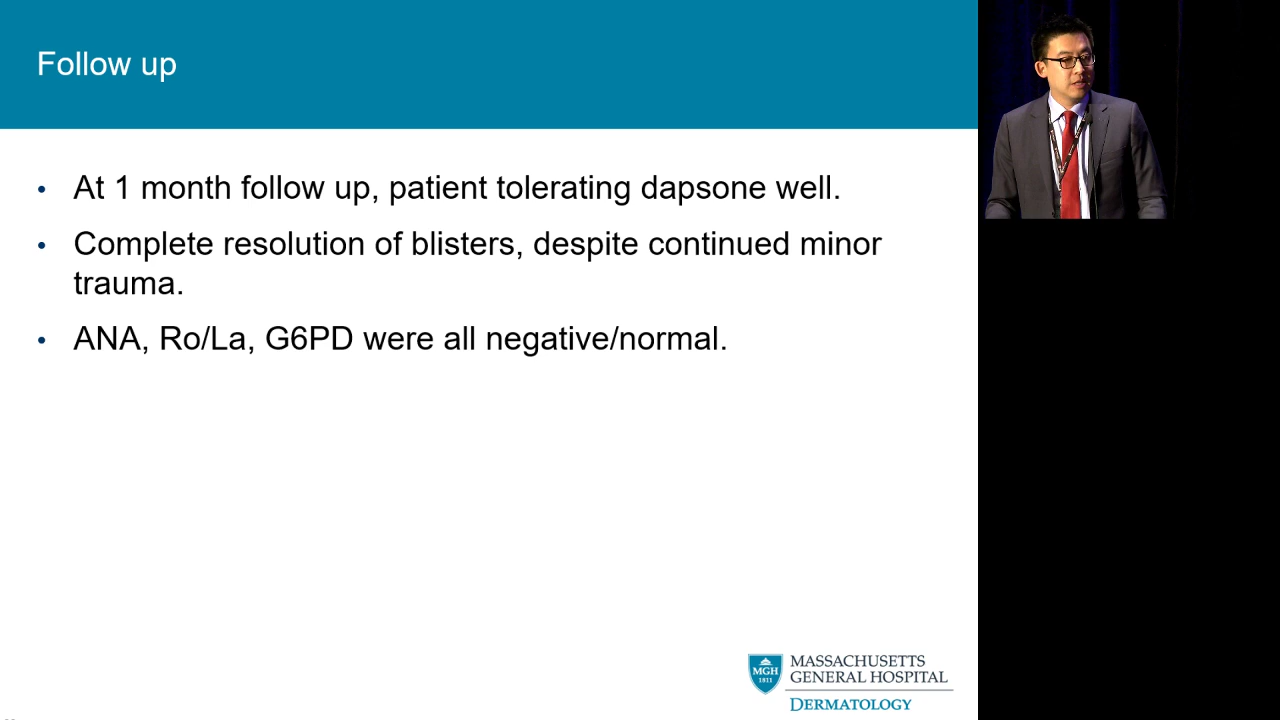 Follow up
• At 1 month follow up, patient tolerating dapsone well.
• Complete resolution of blisters, despite continued minor
trauma.
• ANA, Ro/La, G6PD were all negative/normal.
MGH
1811
MASSACHUSETTS
GENERAL HOSPITAL
DERMATOLOGY